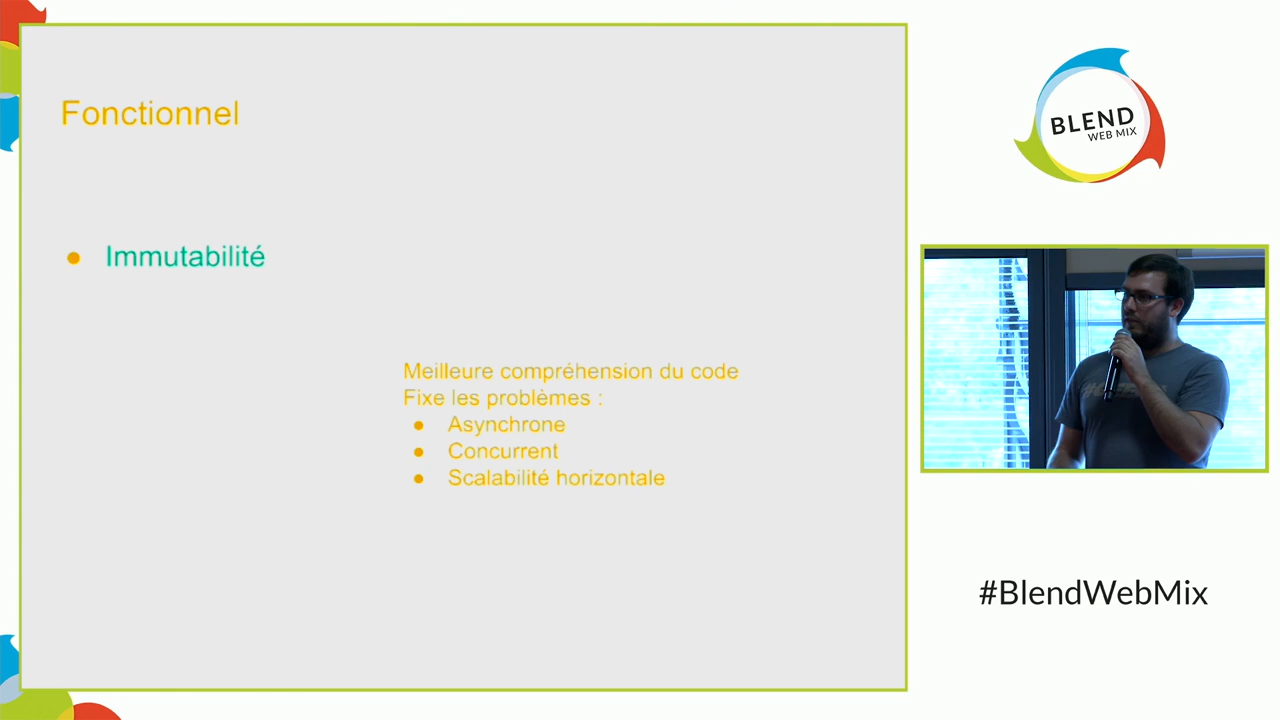 Fonctionnel
● Immutabilité
Meilleure compréhension du code
Fixe les problèmes :
● Asynchrone
● Concurrent
● Scalabilité horizontale
BLEND
WEB MIX
#BlendWebMix